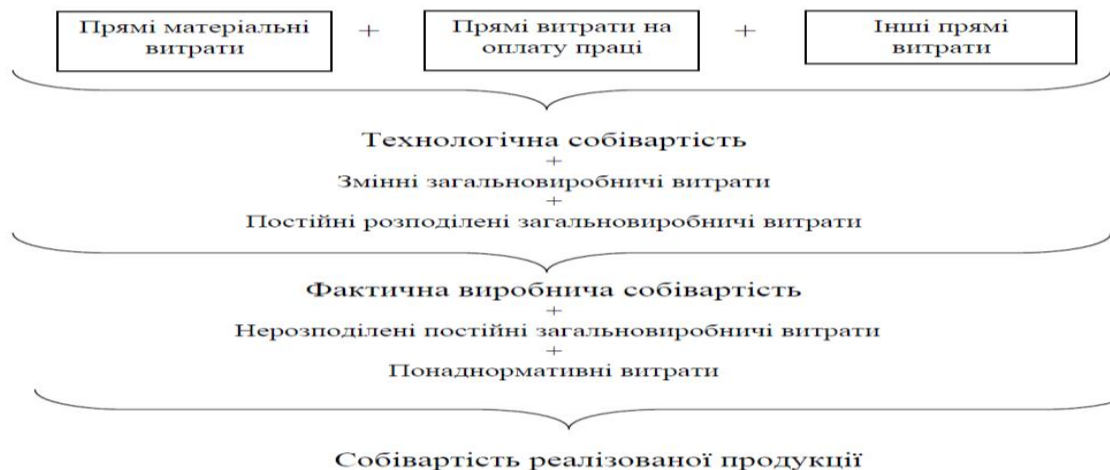 Прямі матеріальні + Прямі витрати на + Інші прямі
витрати оплату праці витрати
Технологічна собівартість
+
Змінні загальновиробничі витрати
+
Постійні розподілені загальновиробничі витрати
Фактична виробнича собівартість
+
Нерозподілені постійні загальновиробничі витрати
+
Понаднормативні витрати
Собівартість реалізованої продукції